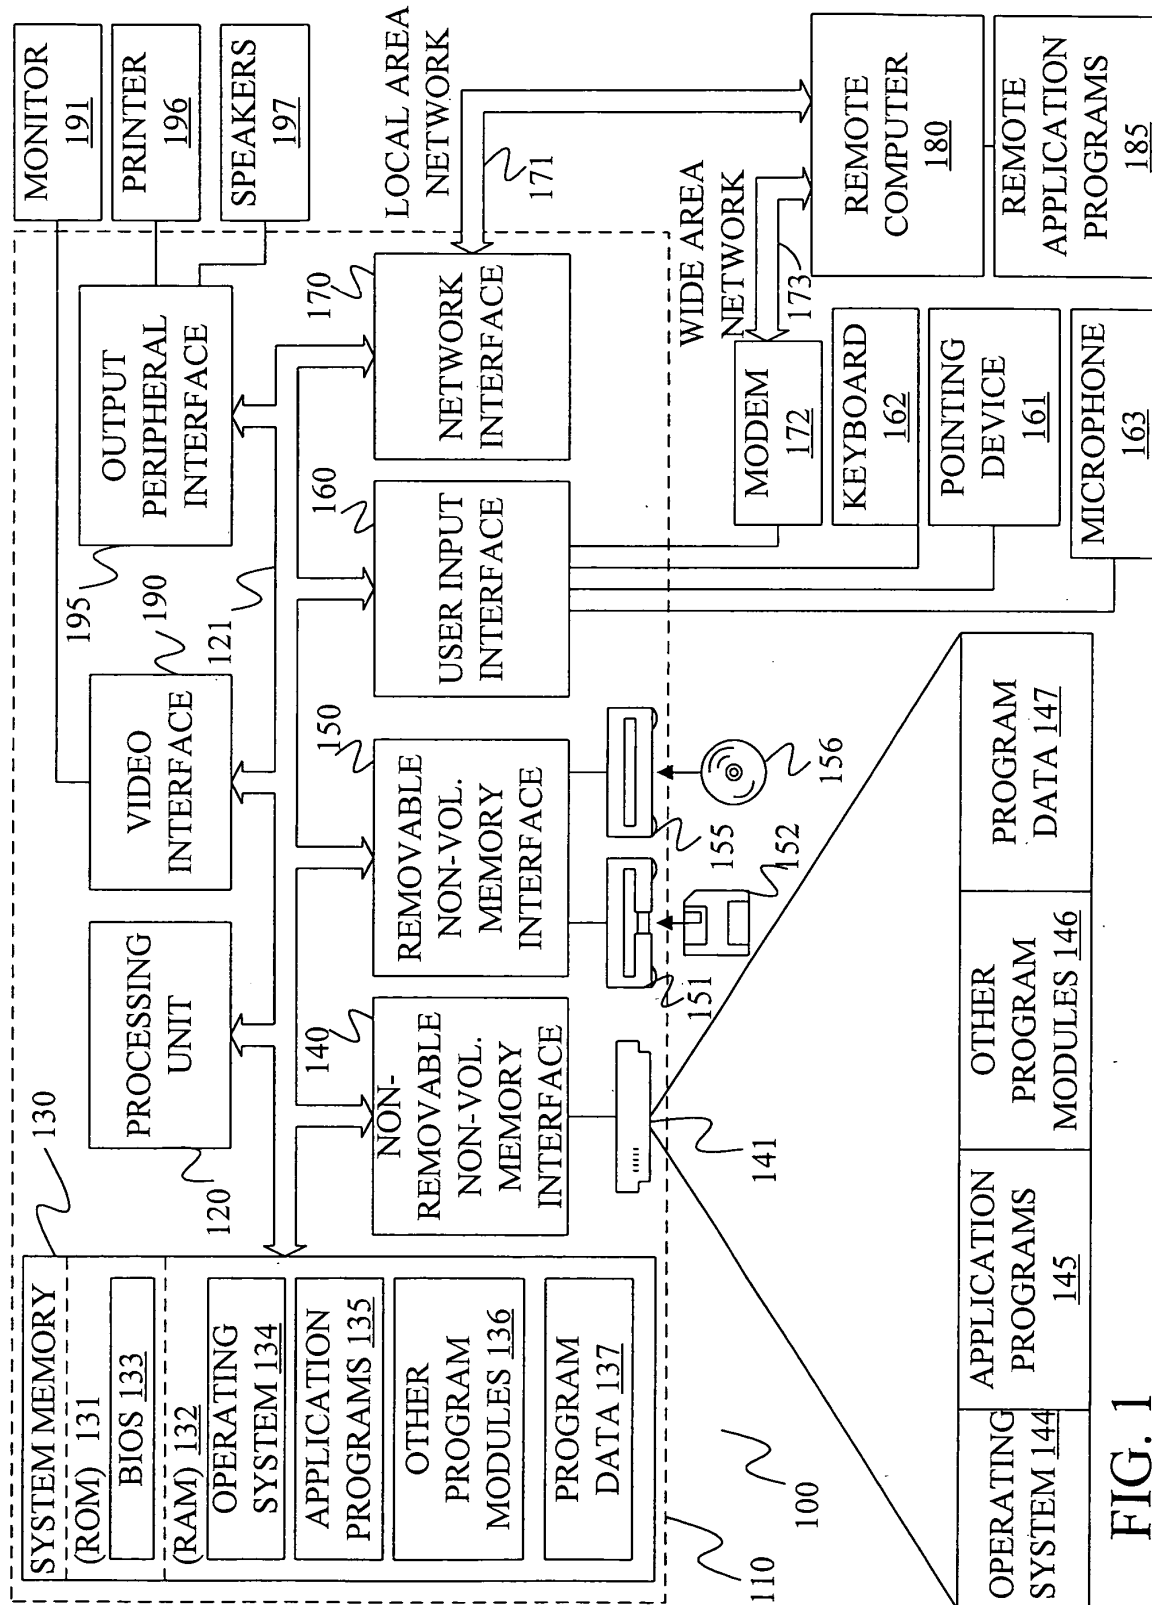 SYSTEM MEMORY
(ROM) 131
BIOS 133
(RAM) 132
OPERATING
SYSTEM 134
APPLICATION
PROGRAMS 135
OTHER
PROGRAM
MODULES 136
PROGRAM
DATA 137
130
PROCESSING
UNIT
120
VIDEO
INTERFACE
190
121
OUTPUT
PERIPHERAL
INTERFACE
195
MONITOR
191
PRINTER
196
SPEAKERS
197
NON-
REMOVABLE
NON-VOL.
MEMORY
INTERFACE
140
REMOVABLE
NON-VOL.
MEMORY
INTERFACE
150
USER INPUT
INTERFACE
160
NETWORK
INTERFACE
170
LOCAL AREA
NETWORK
171
WIDE AREA
NETWORK
173
141
151
152
155
156
MODEM
172
KEYBOARD
162
POINTING
DEVICE
161
MICROPHONE
163
REMOTE
COMPUTER
180
REMOTE
APPLICATION
PROGRAMS
185
110
100
OPERATING
SYSTEM 144
APPLICATION
PROGRAMS
145
OTHER
PROGRAM
MODULES 146
PROGRAM
DATA 147
FIG. 1